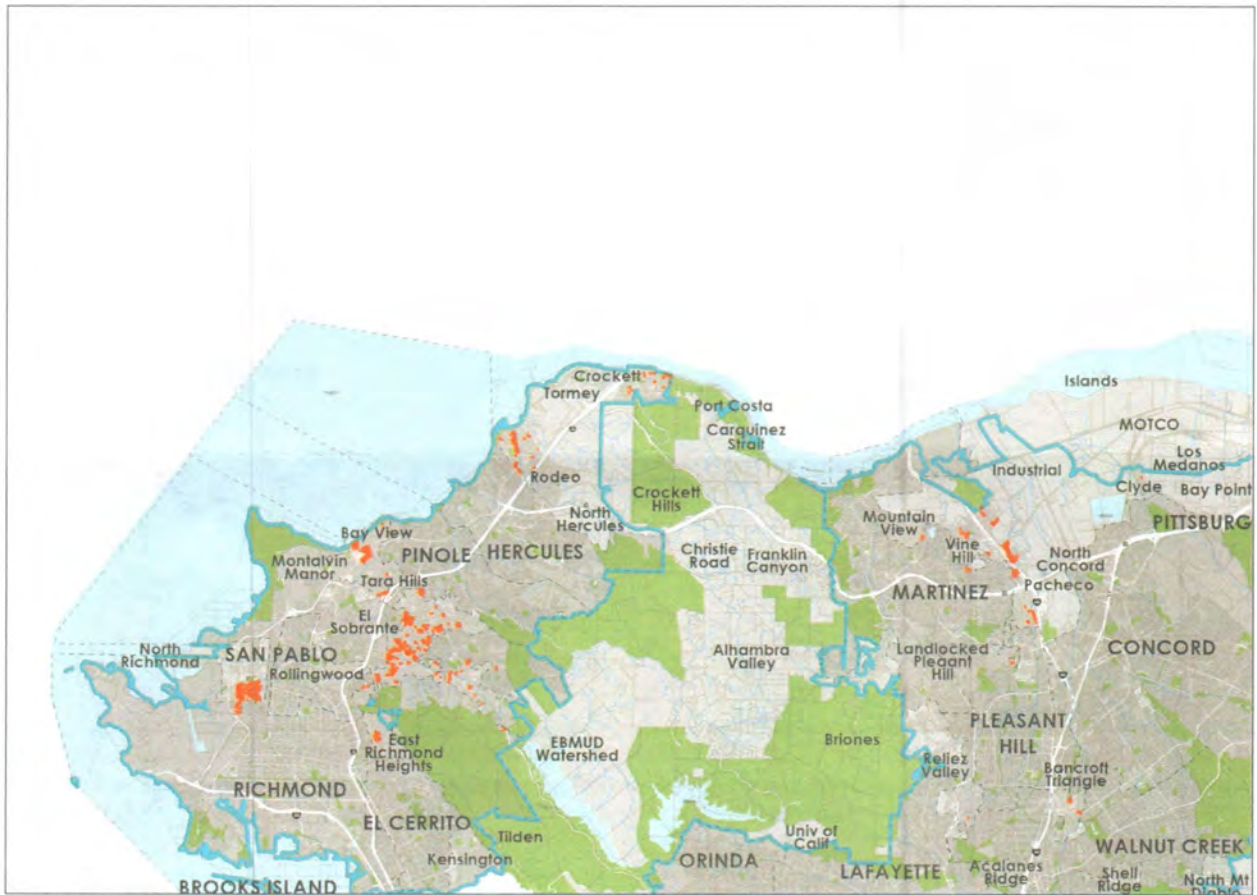 Crockett
Tormey
Islands
Port Costa
Carquinez
Strait
MOTCO
Los
Medanos
Industrial
Rodeo
Crockett
Hills
Clyde
Bay Point
North
Hercules
Mountain
View
PITTSBURG
Bay View
PINOLE
HERCULES
Christie
Road
Franklin
Canyon
Vine
Hill
North
Concord
Montalvin
Manor
Tara Hills
MARTINEZ
Pacheco
El
Sobrante
North
Richmond
SAN PABLO
Rollingwood
Alhambra
Valley
Landlocked
Pleasant
Hill
CONCORD
East
Richmond
Heights
EBMUD
Watershed
Briones
PLEASANT
HILL
Reliez
Valley
Bancroft
Triangle
RICHMOND
EL CERRITO
Tilden
Univ of
Calif
Kensington
ORINDA
LAFAYETTE
Acalanes
Ridge
WALNUT CREEK
Shell
Ridge
North Mt
Diablo
BROOKS ISLAND